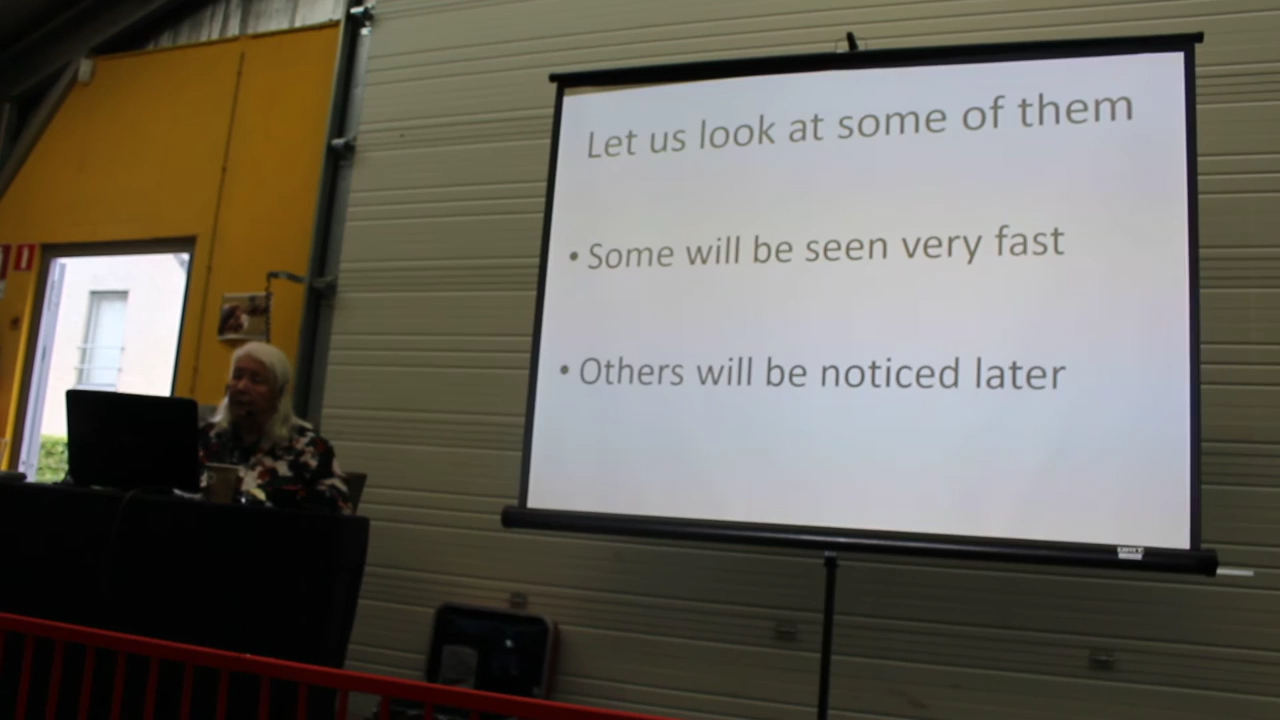 Let us look at some of them
• Some will be seen very fast
• Others will be noticed later